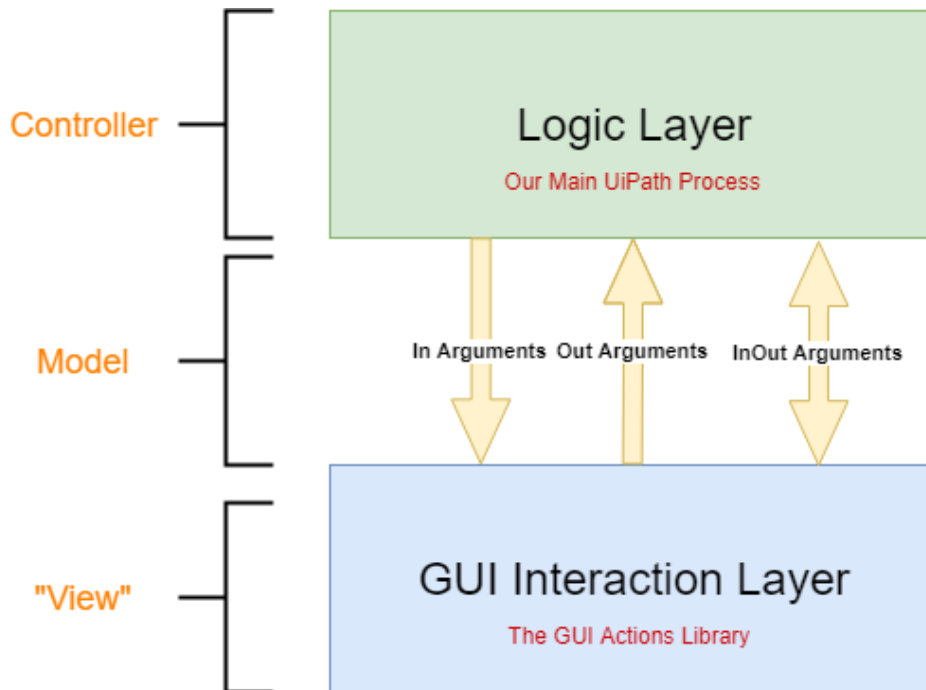 Controller
Logic Layer
Our Main UiPath Process
Model
In Arguments
Out Arguments
InOut Arguments
"View"
GUI Interaction Layer
The GUI Actions Library